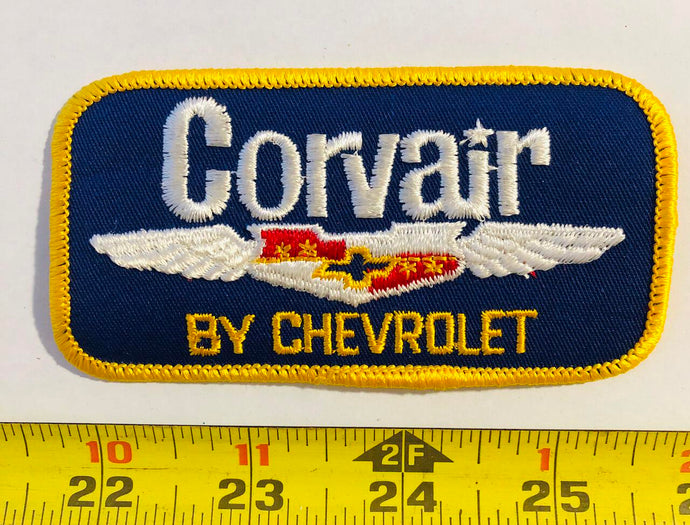 Corvair
BY CHEVROLET
10 11 2F 1
22 23 24 25